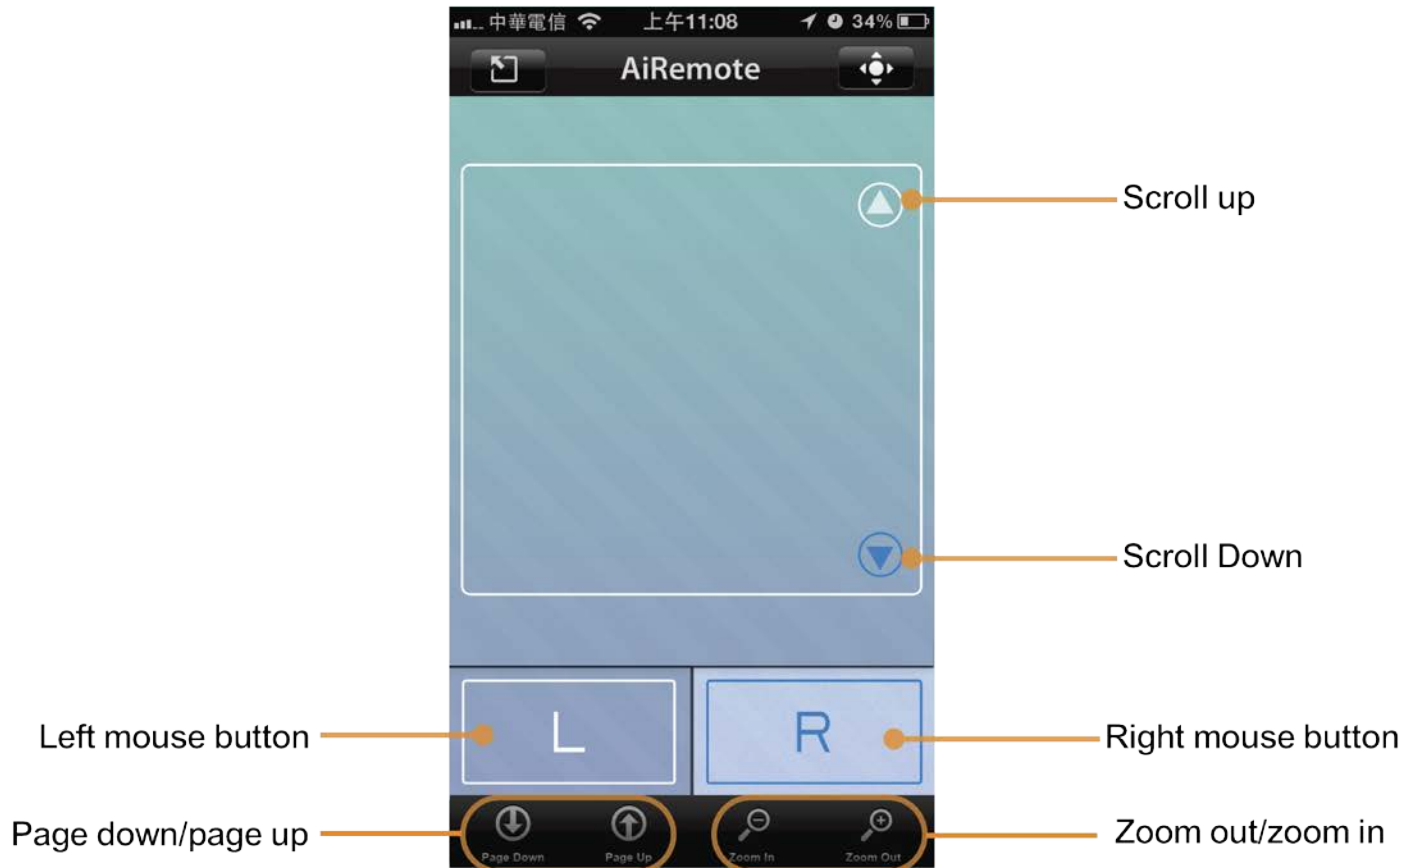 中華電信 上午11:08 34%
AiRemote
Scroll up
Scroll Down
L
R
Left mouse button
Right mouse button
Page Down
Page Up
Zoom In
Zoom Out
Page down/page up
Zoom out/zoom in